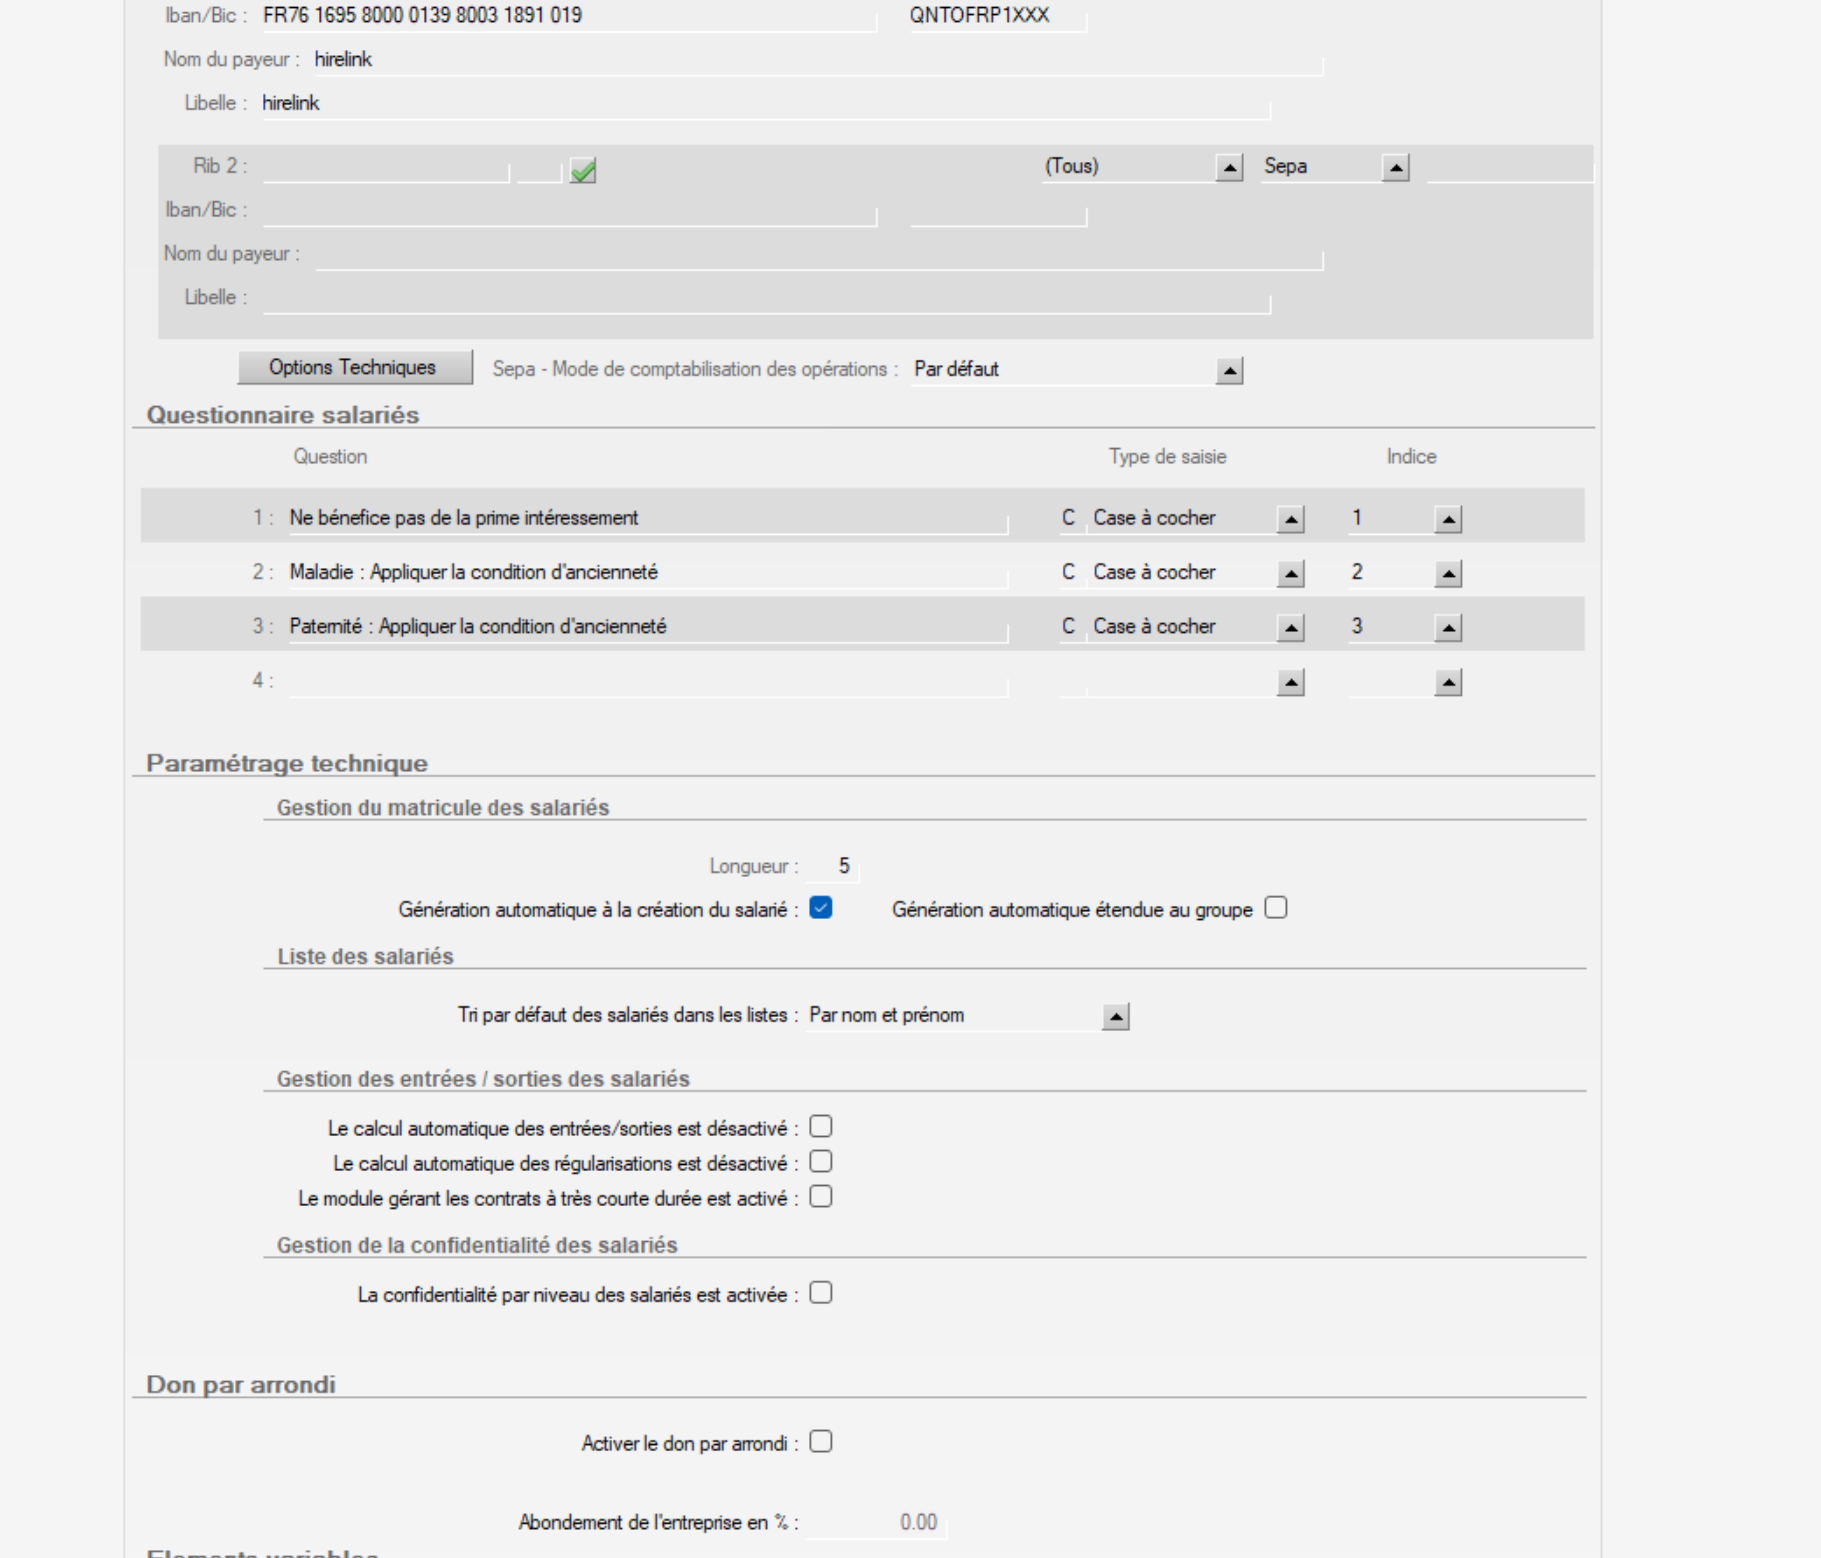 Iban/Bic : FR76 1695 8000 0139 8003 1891 019 QNTOFRP1XXX
Nom du payeur : hirelink
Libelle : hirelink
Rib 2 : (Tous) Sepa
Iban/Bic :
Nom du payeur :
Libelle :
Options Techniques Sepa - Mode de comptabilisation des opérations : Par défaut
Questionnaire salariés
Question Type de saisie Indice
1 : Ne bénefice pas de la prime intéressement C Case à cocher 1
2 : Maladie : Appliquer la condition d'ancienneté C Case à cocher 2
3 : Paternité : Appliquer la condition d'ancienneté C Case à cocher 3
4 :
Paramétrage technique
Gestion du matricule des salariés
Longueur : 5
Génération automatique à la création du salarié : Génération automatique étendue au groupe
Liste des salariés
Tri par défaut des salariés dans les listes : Par nom et prénom
Gestion des entrées / sorties des salariés
Le calcul automatique des entrées/sorties est désactivé :
Le calcul automatique des régularisations est désactivé :
Le module gérant les contrats à très courte durée est activé :
Gestion de la confidentialité des salariés
La confidentialité par niveau des salariés est activée :
Don par arrondi
Activer le don par arrondi :
Abondement de l'entreprise en % : 0.00
Elements variables